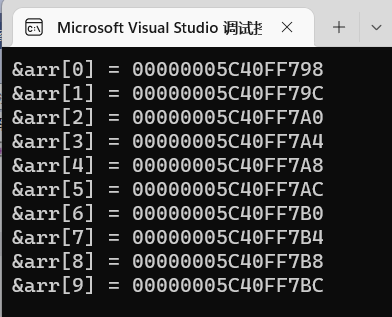 Microsoft Visual Studio 调试
&arr[0] = 00000005C40FF798
&arr[1] = 00000005C40FF79C
&arr[2] = 00000005C40FF7A0
&arr[3] = 00000005C40FF7A4
&arr[4] = 00000005C40FF7A8
&arr[5] = 00000005C40FF7AC
&arr[6] = 00000005C40FF7B0
&arr[7] = 00000005C40FF7B4
&arr[8] = 00000005C40FF7B8
&arr[9] = 00000005C40FF7BC